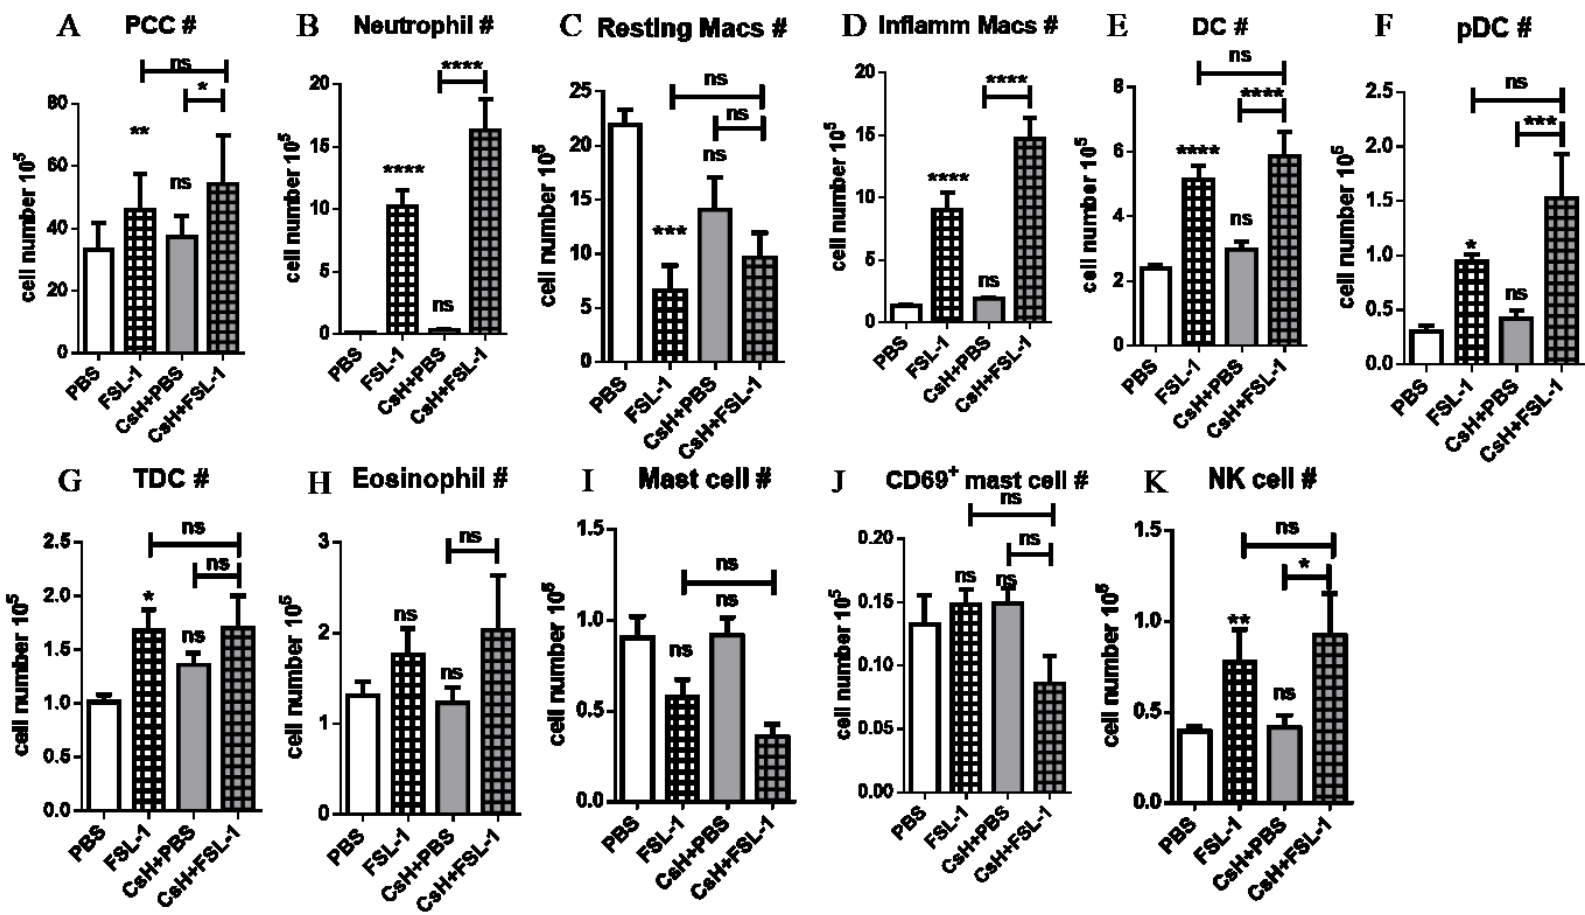 A PCC #
cell number 10⁵
80
60
40
20
0
ns
*
**
ns
PBS
FSL-1
CsH+PBS
CsH+FSL-1
B Neutrophil #
cell number 10⁵
20
15
10
5
0
****
****
ns
PBS
FSL-1
CsH+PBS
CsH+FSL-1
C Resting Macs #
cell number 10⁵
25
20
15
10
5
0
ns
ns
ns
***
PBS
FSL-1
CsH+PBS
CsH+FSL-1
D Inflamm Macs #
cell number 10⁵
20
15
10
5
0
****
****
ns
PBS
FSL-1
CsH+PBS
CsH+FSL-1
E DC #
cell number 10⁵
8
6
4
2
0
ns
****
****
ns
PBS
FSL-1
CsH+PBS
CsH+FSL-1
F pDC #
cell number 10⁵
2.5
2.0
1.5
1.0
0.5
0.0
ns
***
*
ns
PBS
FSL-1
CsH+PBS
CsH+FSL-1
G TDC #
cell number 10⁵
2.5
2.0
1.5
1.0
0.5
0.0
ns
ns
*
ns
PBS
FSL-1
CsH+PBS
CsH+FSL-1
H Eosinophil #
cell number 10⁵
3
2
1
0
ns
ns
ns
PBS
FSL-1
CsH+PBS
CsH+FSL-1
I Mast cell #
cell number 10⁵
1.5
1.0
0.5
0.0
ns
ns
ns
PBS
FSL-1
CsH+PBS
CsH+FSL-1
J CD69⁺ mast cell #
cell number 10⁵
0.20
0.15
0.10
0.05
0.00
ns
ns
ns
ns
PBS
FSL-1
CsH+PBS
CsH+FSL-1
K NK cell #
cell number 10⁵
1.5
1.0
0.5
0.0
ns
*
**
ns
PBS
FSL-1
CsH+PBS
CsH+FSL-1